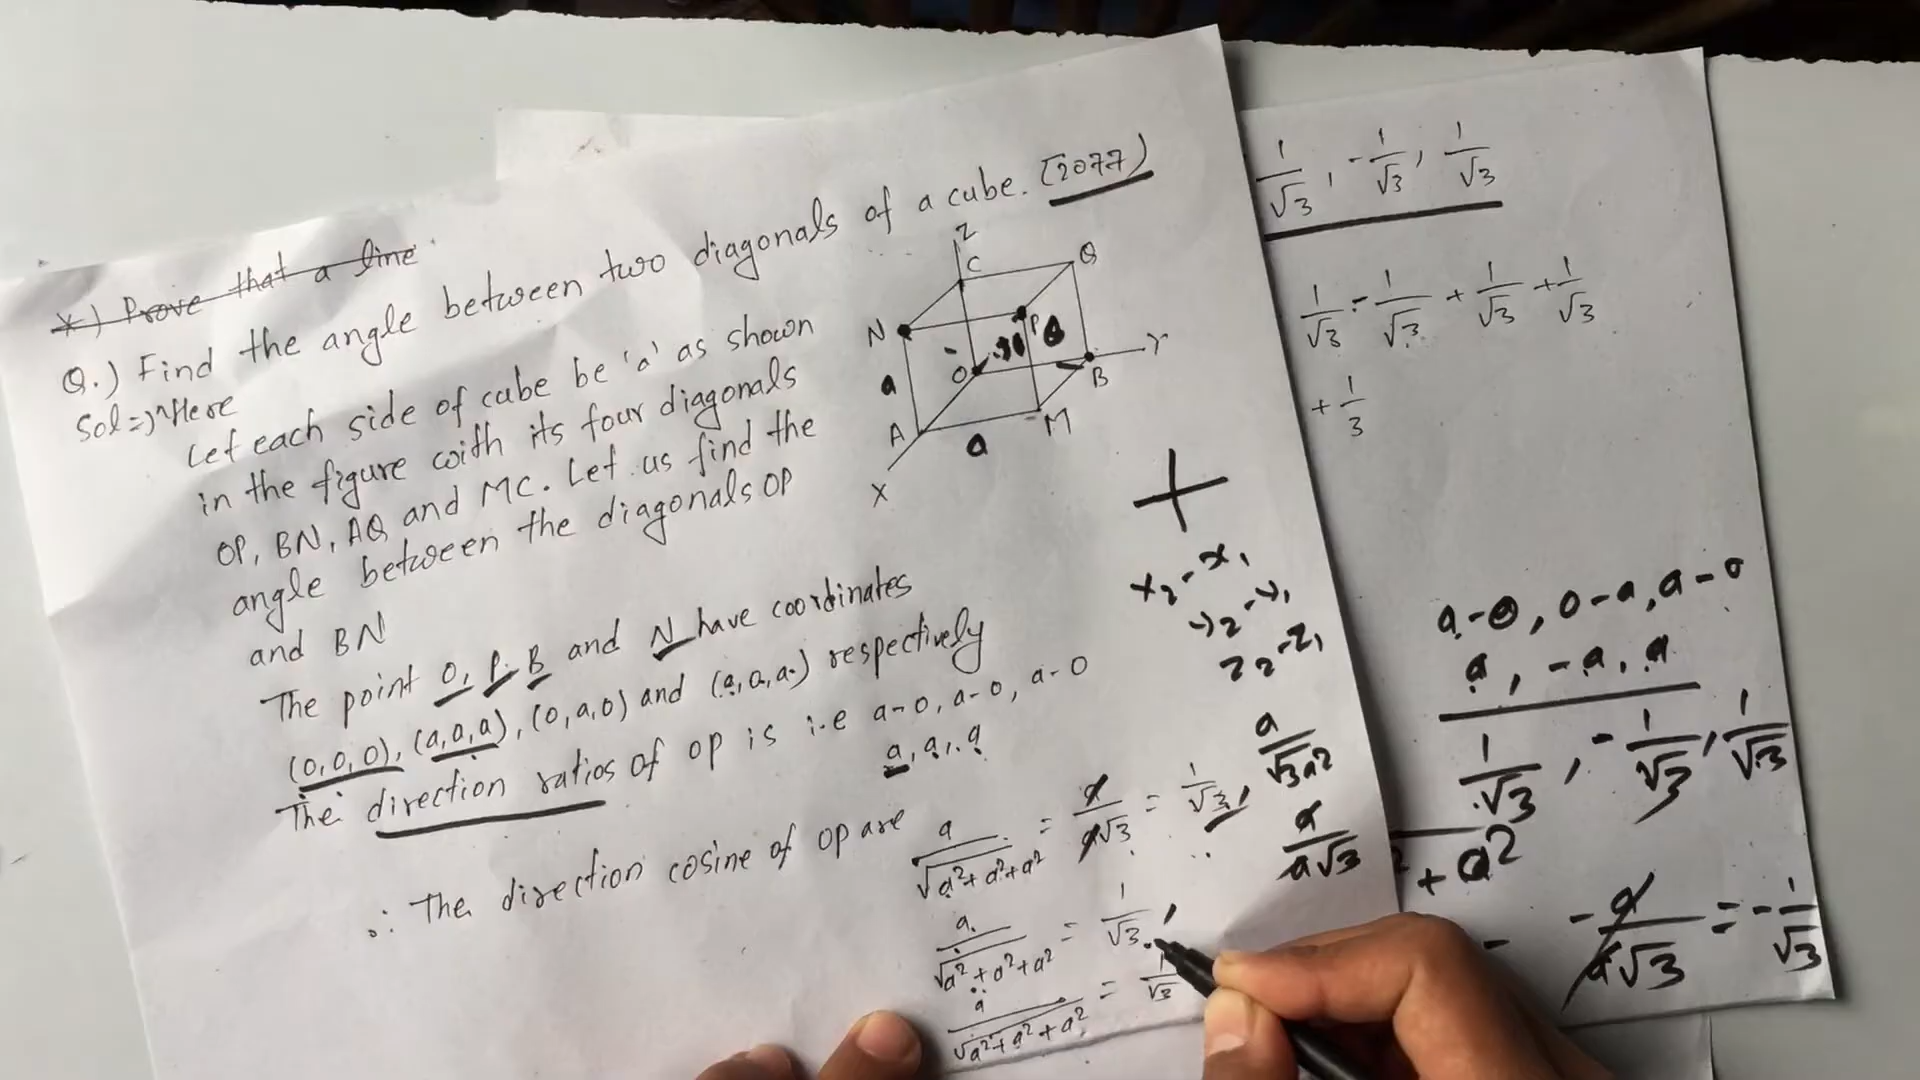 *) Prove that a line
Q.) Find the angle between two diagonals of a cube. [2077)
Sol=)^n Here
Let each side of cube be 'a' as shown
in the figure with its four diagonals
OP, BN, AQ and MC. Let us find the
angle between the diagonals OP
and BN
The point O, P, B and N have coordinates
(0,0,0), (a,a,a), (0,a,0) and (a,a,a) respectively
The direction ratios of OP is i.e a-0, a-0, a-0
a, a, a
∴ The direction cosine of OP are a/√(a²+a²+a²) = a/a√3 = 1/√3,
a/√(a²+a²+a²) = 1/√3,
a/√(a²+a²+a²) = 1/√3
Z
C
Q
N
P
a
O
B
Y
A
a
M
X
x₂-x₁
y₂-y₁
z₂-z₁
a/√3a²
a/a√3
1/√3, -1/√3, 1/√3
1/√3 · -1/√3 + 1/√3 + 1/√3
+ 1/3
a-0, 0-a, a-0
a, -a, a
1/√3, -1/√3, 1/√3
+ a²
-a/a√3 = -1/√3